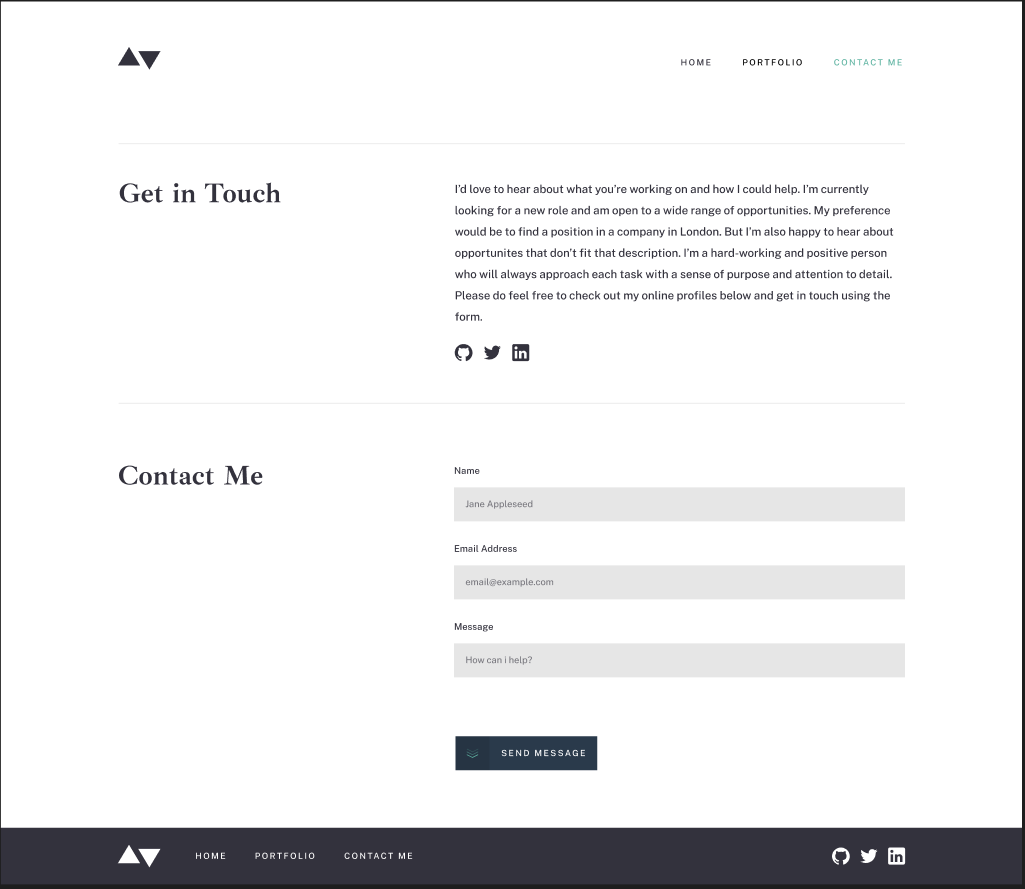 HOME PORTFOLIO CONTACT ME
Get in Touch
I'd love to hear about what you're working on and how I could help. I'm currently
looking for a new role and am open to a wide range of opportunities. My preference
would be to find a position in a company in London. But I'm also happy to hear about
opportunites that don't fit that description. I'm a hard-working and positive person
who will always approach each task with a sense of purpose and attention to detail.
Please do feel free to check out my online profiles below and get in touch using the
form.
Contact Me
Name
Jane Appleseed
Email Address
email@example.com
Message
How can i help?
SEND MESSAGE
HOME PORTFOLIO CONTACT ME